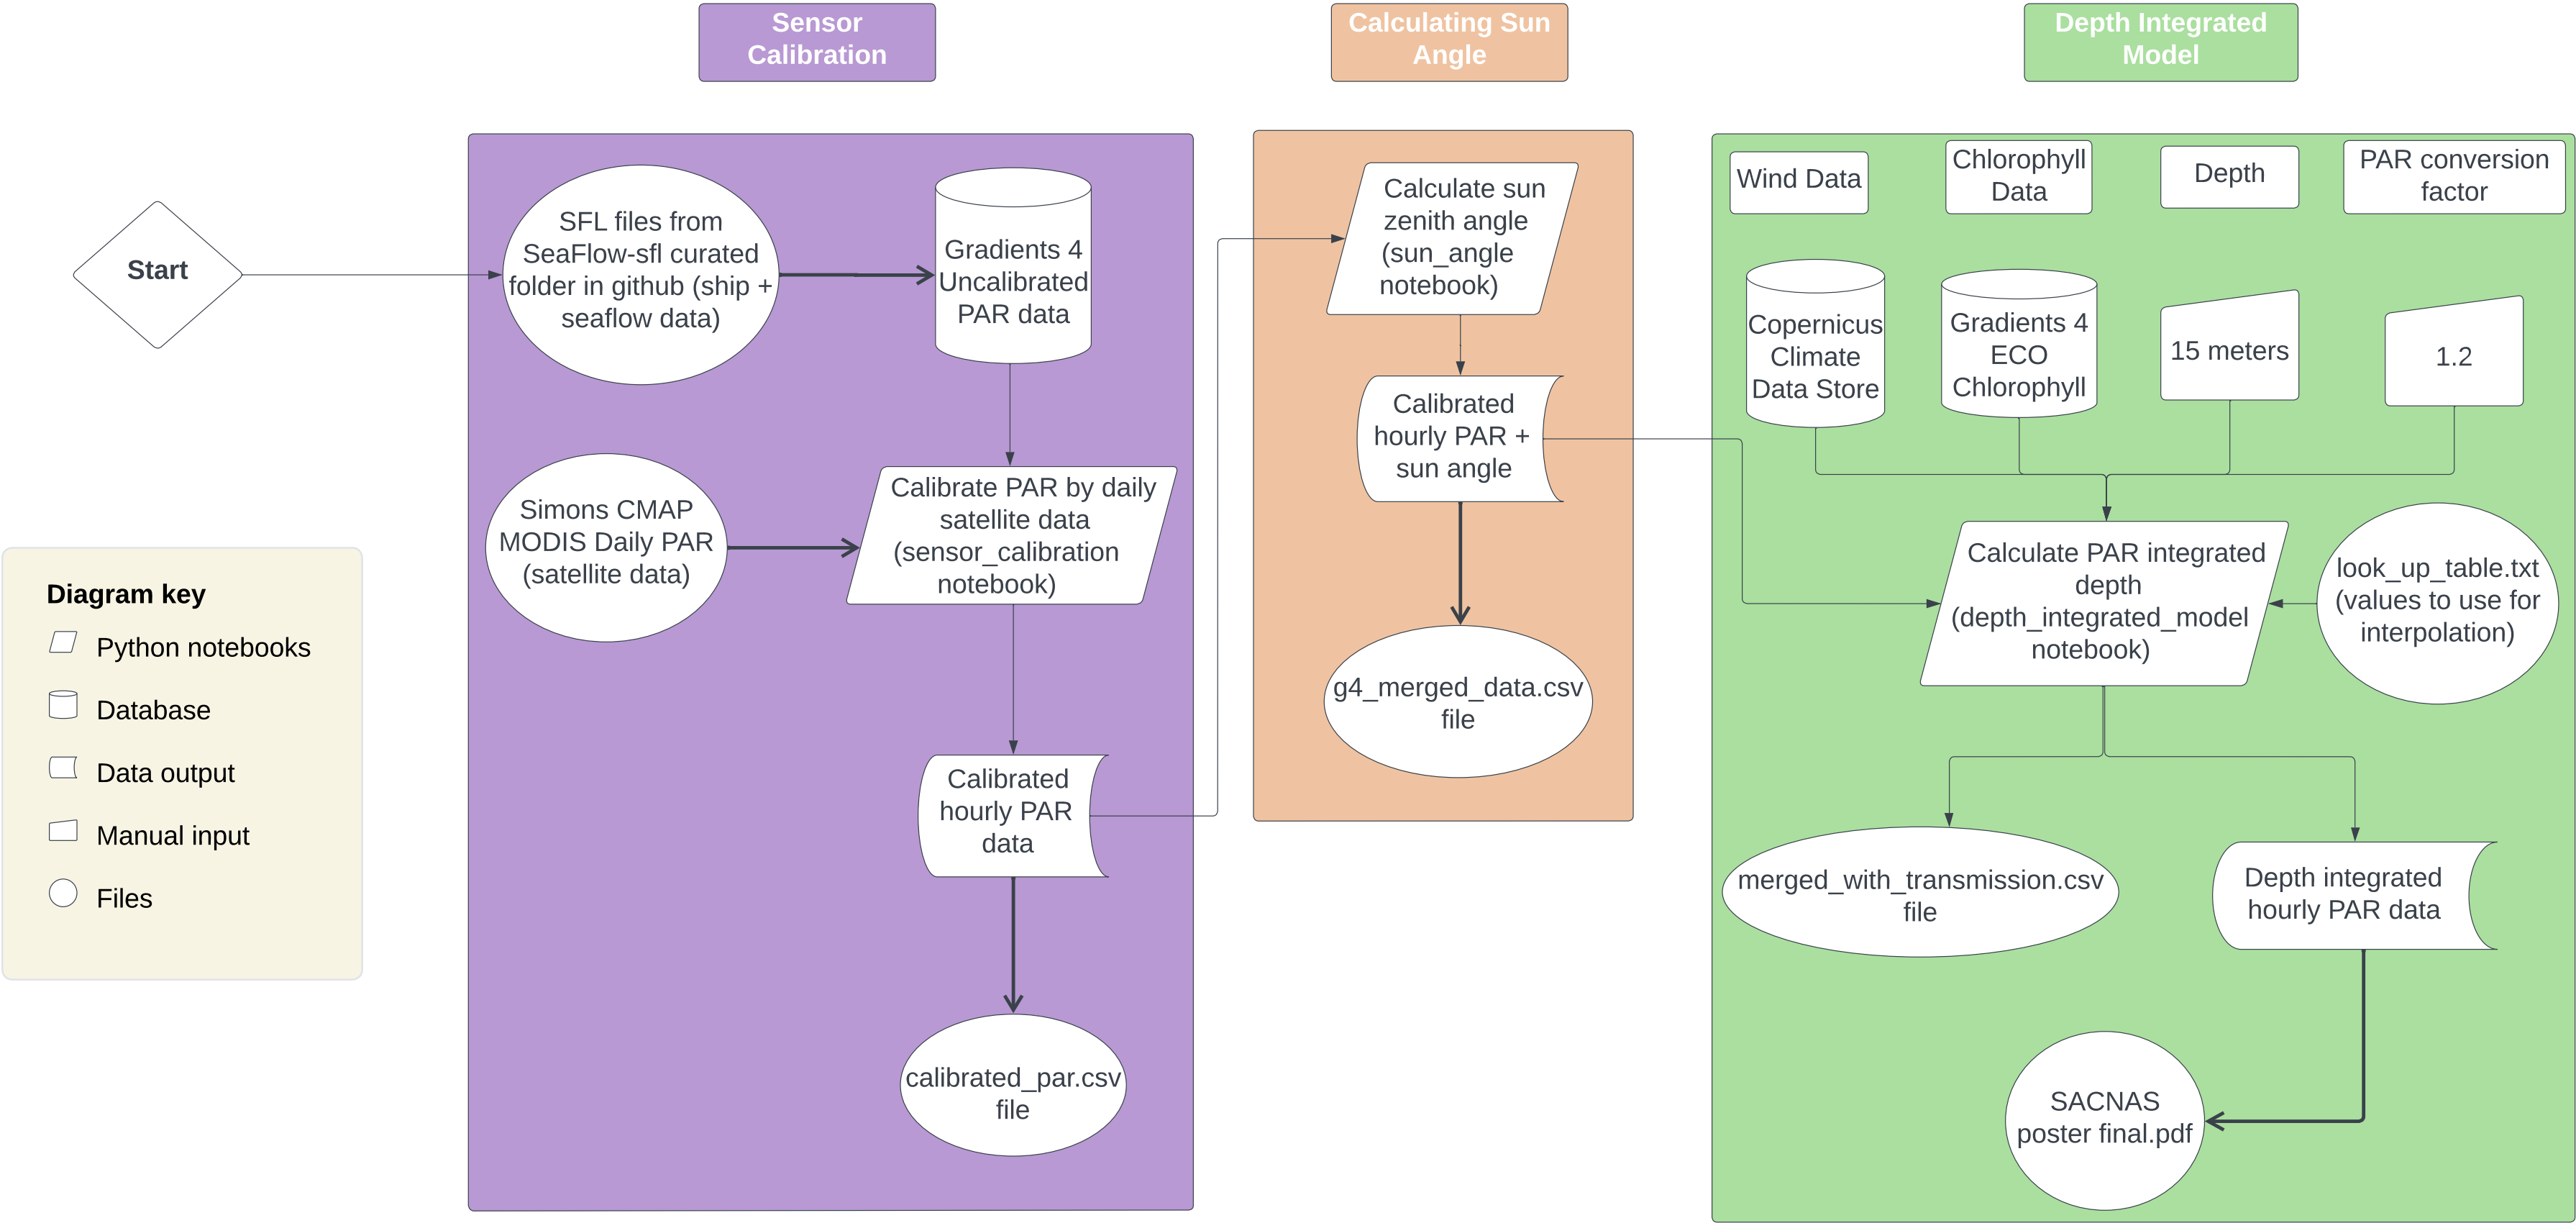 Sensor
Calibration
Calculating Sun
Angle
Depth Integrated
Model
Start
SFL files from
SeaFlow-sfl curated
folder in github (ship +
seaflow data)
Gradients 4
Uncalibrated
PAR data
Simons CMAP
MODIS Daily PAR
(satellite data)
Calibrate PAR by daily
satellite data
(sensor_calibration
notebook)
Calibrated
hourly PAR
data
calibrated_par.csv
file
Calculate sun
zenith angle
(sun_angle
notebook)
Calibrated
hourly PAR +
sun angle
g4_merged_data.csv
file
Wind Data
Chlorophyll
Data
Depth
PAR conversion
factor
Copernicus
Climate
Data Store
Gradients 4
ECO
Chlorophyll
15 meters
1.2
Calculate PAR integrated
depth
(depth_integrated_model
notebook)
look_up_table.txt
(values to use for
interpolation)
merged_with_transmission.csv
file
Depth integrated
hourly PAR data
SACNAS
poster final.pdf
Diagram key
Python notebooks
Database
Data output
Manual input
Files